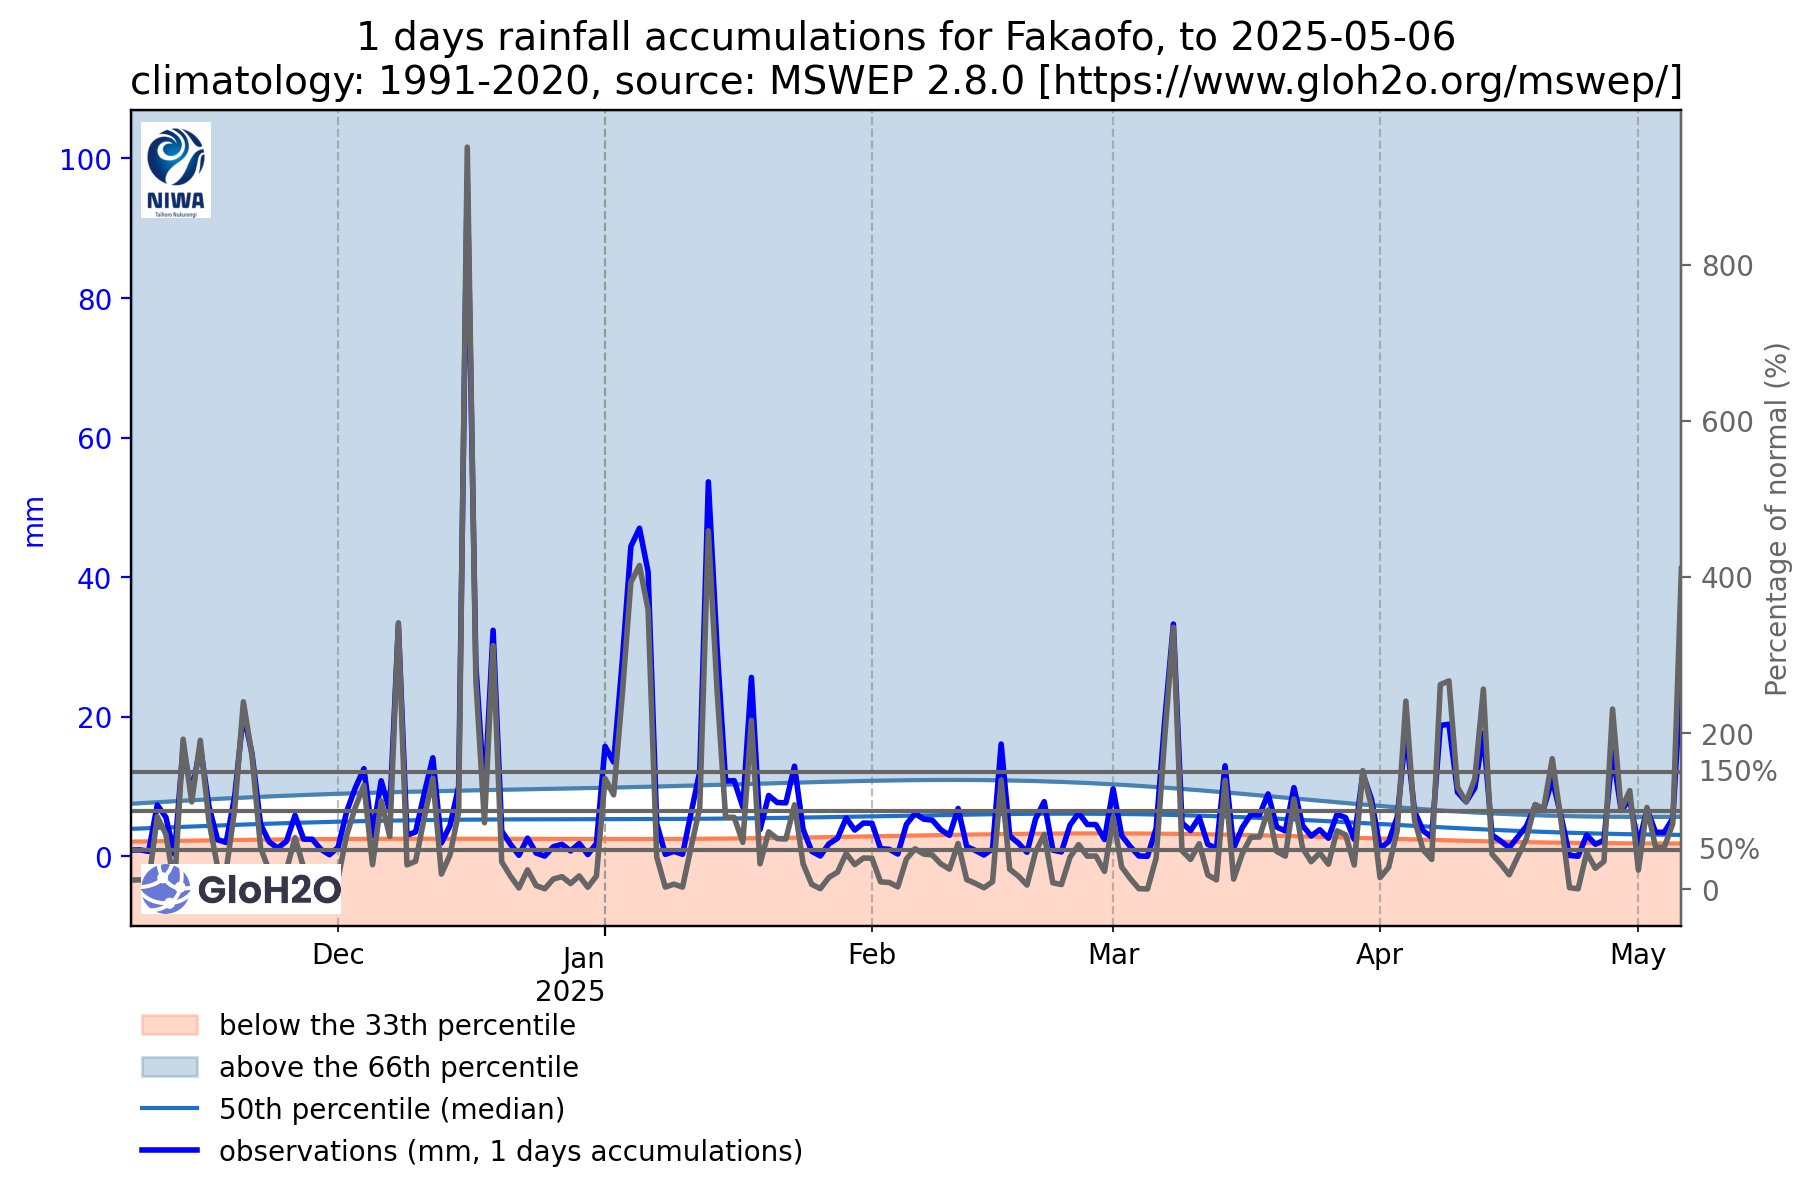 1 days rainfall accumulations for Fakaofo, to 2025-05-06
climatology: 1991-2020, source: MSWEP 2.8.0 [https://www.gloh2o.org/mswep/]
NIWA
Taihoro Nukurangi
100
80
60
40
20
0
mm
800
600
400
200
150%
50%
0
Percentage of normal (%)
GloH2O
Dec
Jan
2025
Feb
Mar
Apr
May
below the 33th percentile
above the 66th percentile
50th percentile (median)
observations (mm, 1 days accumulations)